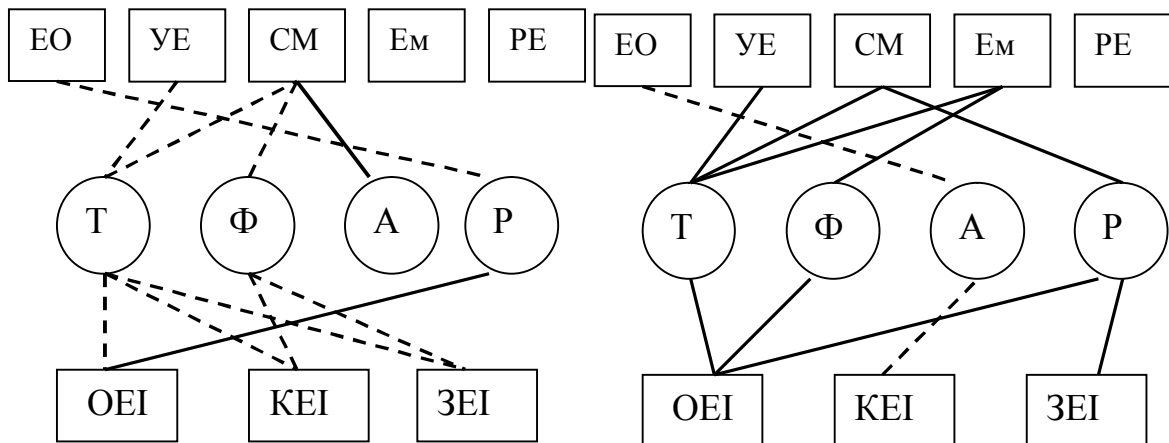 ЕО УЕ СМ Ем РЕ ЕО УЕ СМ Ем РЕ
Т Ф А Р Т Ф А Р
ОЕІ КЕІ ЗЕІ ОЕІ КЕІ ЗЕІ